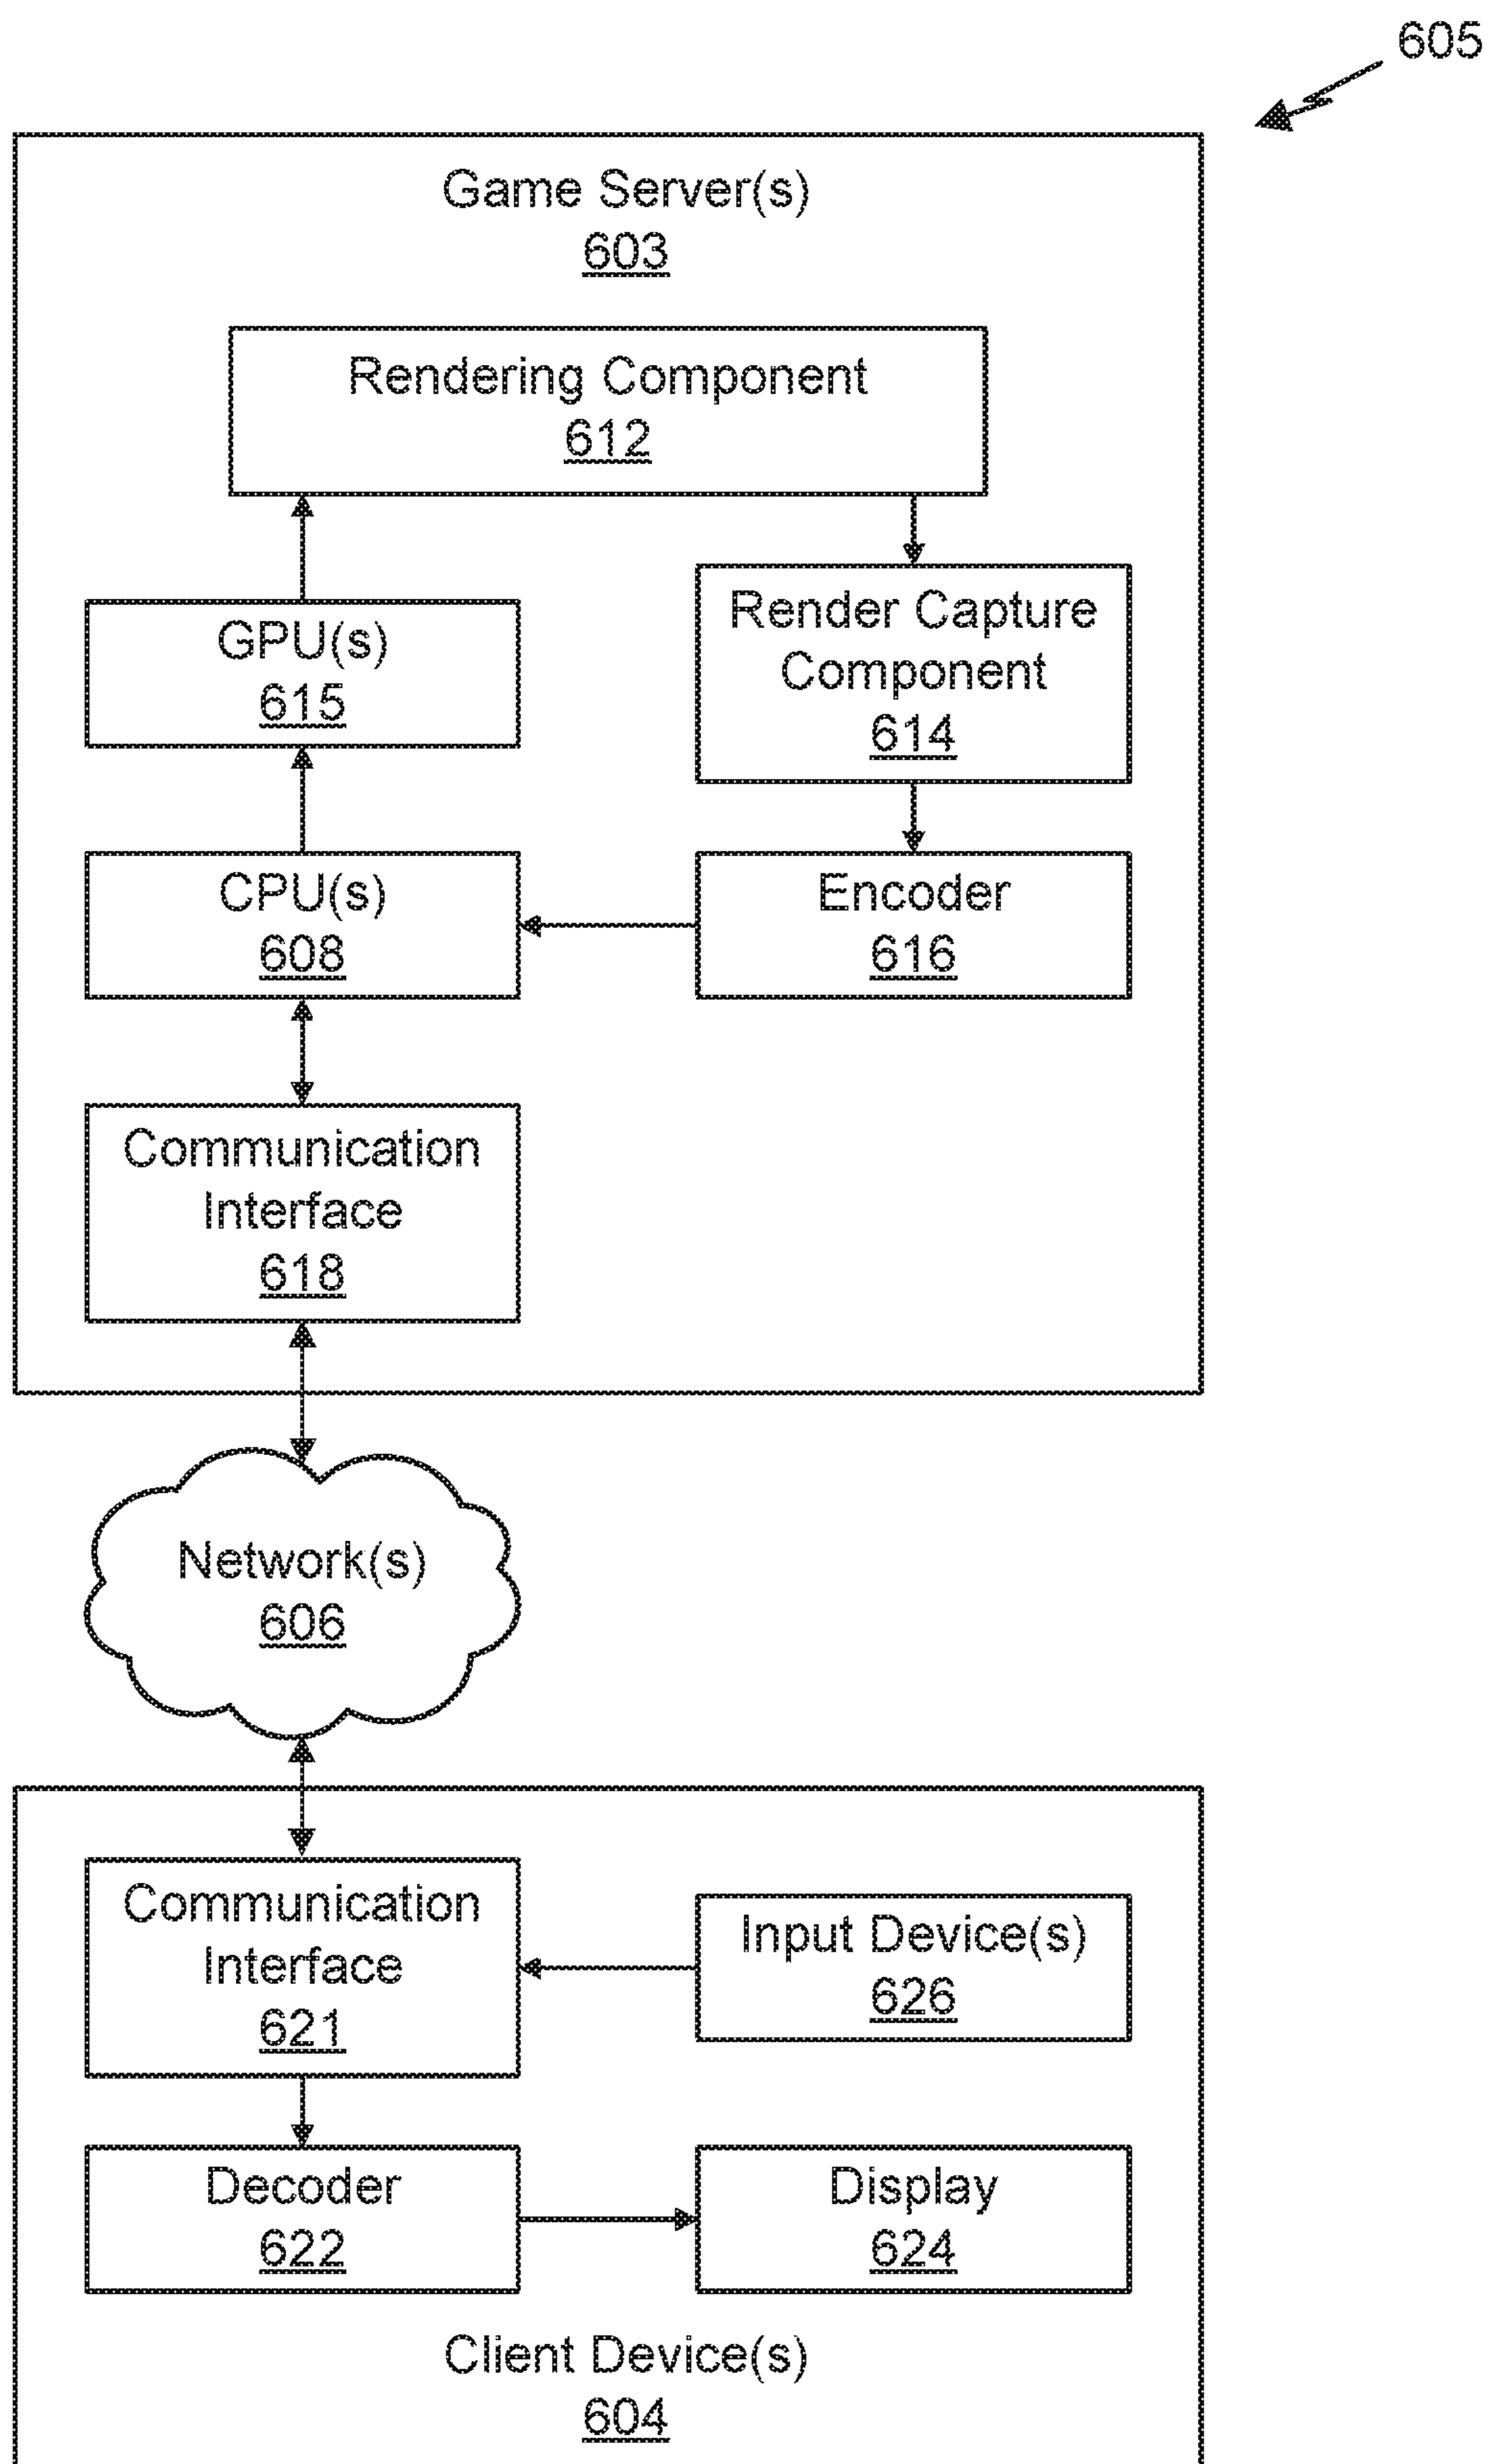 605
Game Server(s)
603
Rendering Component
612
GPU(s)
615
Render Capture
Component
614
CPU(s)
608
Encoder
616
Communication
Interface
618
Network(s)
606
Communication
Interface
621
Input Device(s)
626
Decoder
622
Display
624
Client Device(s)
604